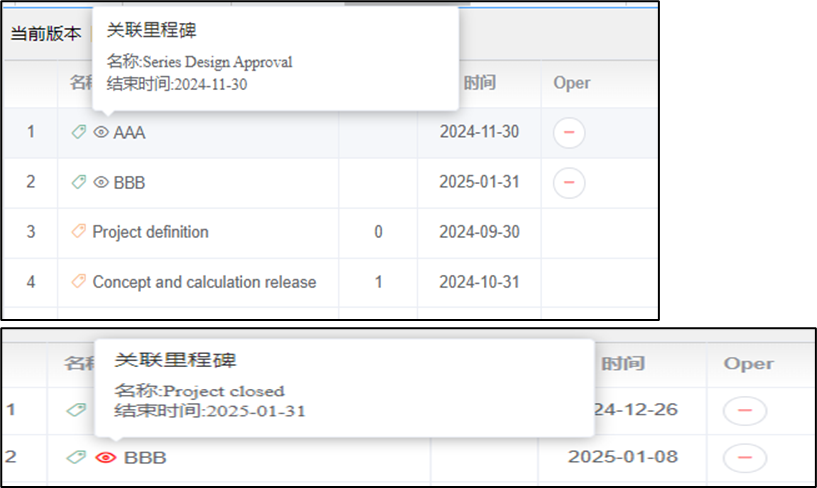 当前版本
关联里程碑
名称:Series Design Approval
结束时间:2024-11-30
名 时间 Oper
1 AAA 2024-11-30
2 BBB 2025-01-31
3 Project definition 0 2024-09-30
4 Concept and calculation release 1 2024-10-31
关联里程碑
名称:Project closed
结束时间:2025-01-31
名 时间 Oper
1 24-12-26
2 BBB 2025-01-08